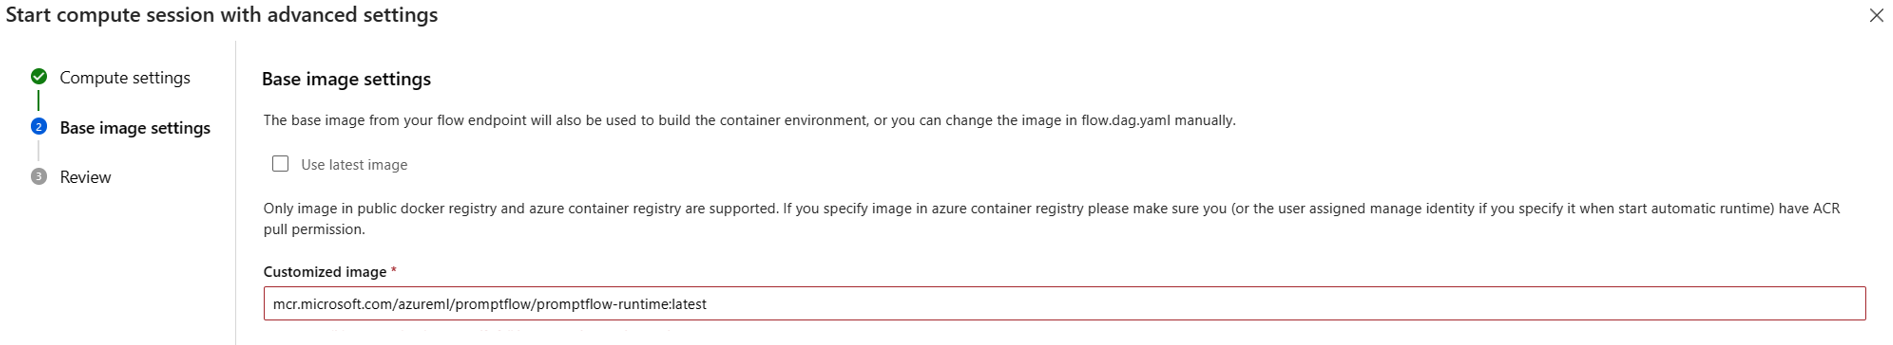 Start compute session with advanced settings
Compute settings
2
Base image settings
3
Review
Base image settings
The base image from your flow endpoint will also be used to build the container environment, or you can change the image in flow.dag.yaml manually.
Use latest image
Only image in public docker registry and azure container registry are supported. If you specify image in azure container registry please make sure you (or the user assigned manage identity if you specify it when start automatic runtime) have ACR
pull permission.
Customized image *
mcr.microsoft.com/azureml/promptflow/promptflow-runtime:latest